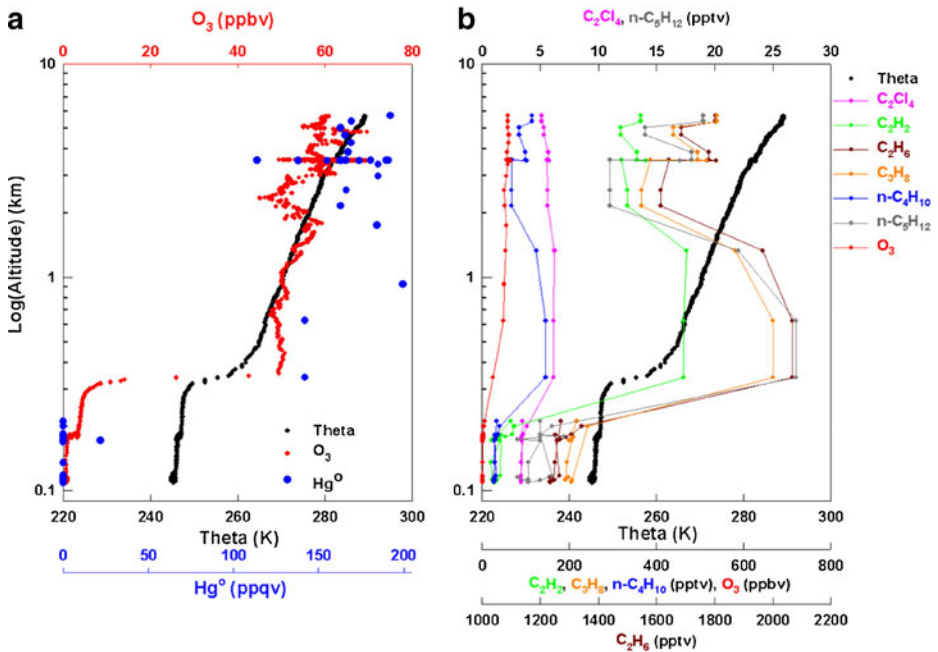 a
O3 (ppbv)
0 20 40 60 80
10
1
0.1
Log(Altitude) (km)
Theta
O3
Hg⁰
220 240 260 280 300
Theta (K)
0 50 100 150 200
Hg⁰ (ppqv)
b
C2Cl4, n-C5H12 (pptv)
0 5 10 15 20 25 30
10
1
0.1
Theta
C2Cl4
C2H2
C2H6
C3H8
n-C4H10
n-C5H12
O3
220 240 260 280 300
Theta (K)
0 200 400 600 800
C2H2, C3H8, n-C4H10 (pptv), O3 (ppbv)
1000 1200 1400 1600 1800 2000 2200
C2H6 (pptv)